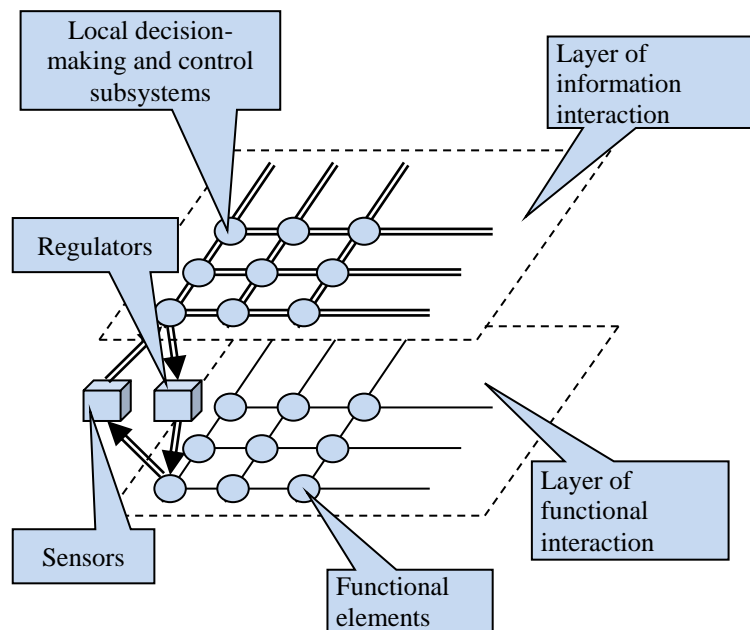 Local decision-
making and control
subsystems
Layer of
information
interaction
Regulators
Sensors
Layer of
functional
interaction
Functional
elements